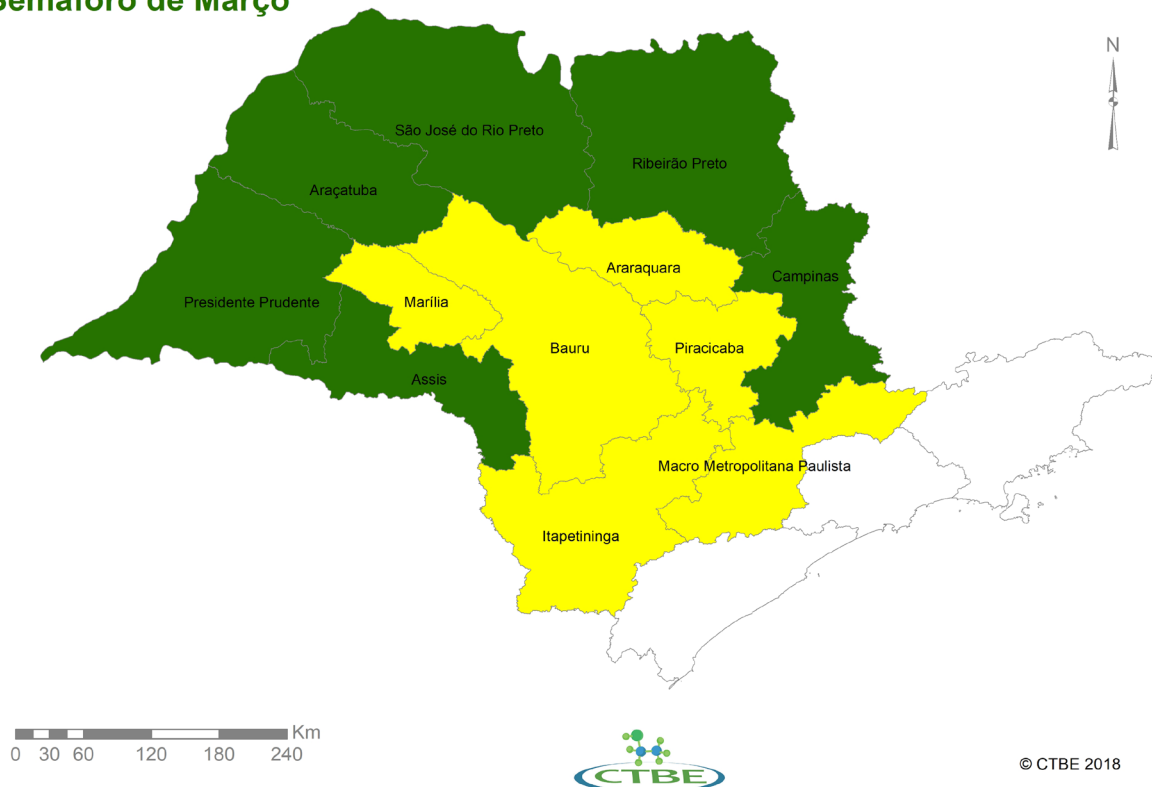 Semáforo de Março
N
São José do Rio Preto
Ribeirão Preto
Araçatuba
Araraquara
Campinas
Presidente Prudente
Marília
Bauru
Piracicaba
Assis
Macro Metropolitana Paulista
Itapetininga
Km
0 30 60 120 180 240
CTBE
© CTBE 2018